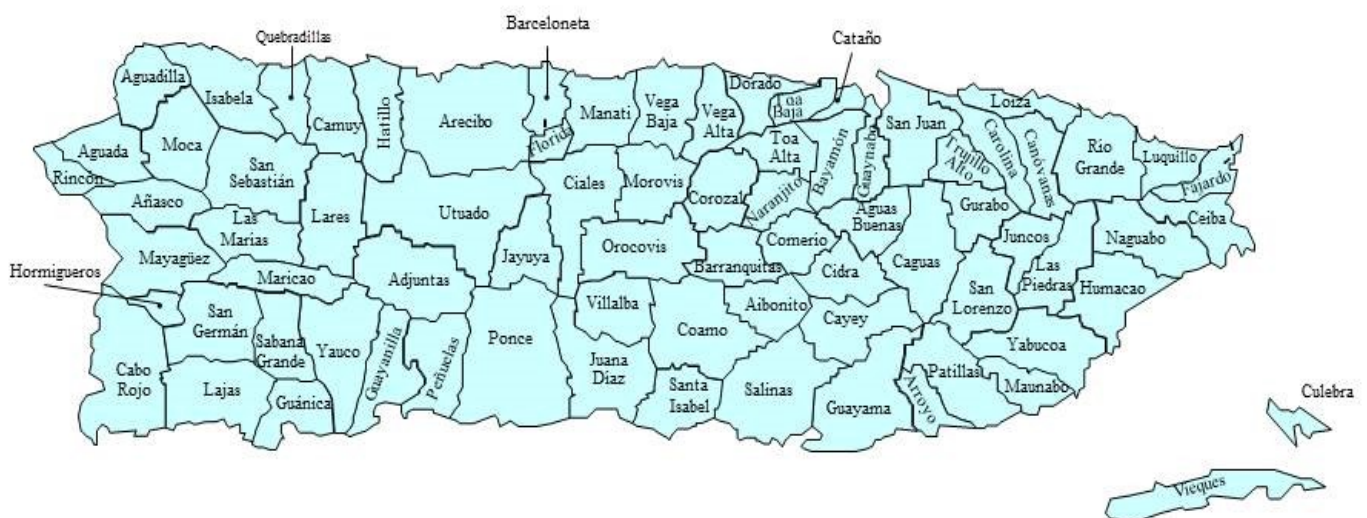 Barceloneta
Quebradillas
Cataño
Aguadilla
Isabela
Camuy
Hatillo
Arecibo
Florida
Manati
Vega
Baja
Vega
Alta
Dorado
Toa
Baja
Toa
Alta
Bayamón
Guaynabo
San Juan
Trujillo
Alto
Carolina
Canóvanas
Loiza
Rio
Grande
Luquillo
Fajardo
Ceiba
Aguada
Rincón
Moca
San
Sebastián
Añasco
Las
Marias
Lares
Utuado
Ciales
Morovis
Corozal
Naranjito
Aguas
Buenas
Gurabo
Juncos
Naguabo
Mayagüez
Hormigueros
Maricao
Adjuntas
Jayuya
Orocovis
Barranquitas
Comerio
Cidra
Caguas
San
Lorenzo
Las
Piedras
Humacao
San
Germán
Sabana
Grande
Yauco
Guayanilla
Peñuelas
Ponce
Villalba
Coamo
Aibonito
Cayey
Yabucoa
Cabo
Rojo
Lajas
Guánica
Juana
Diaz
Santa
Isabel
Salinas
Guayama
Arroyo
Patillas
Maunabo
Culebra
Vieques